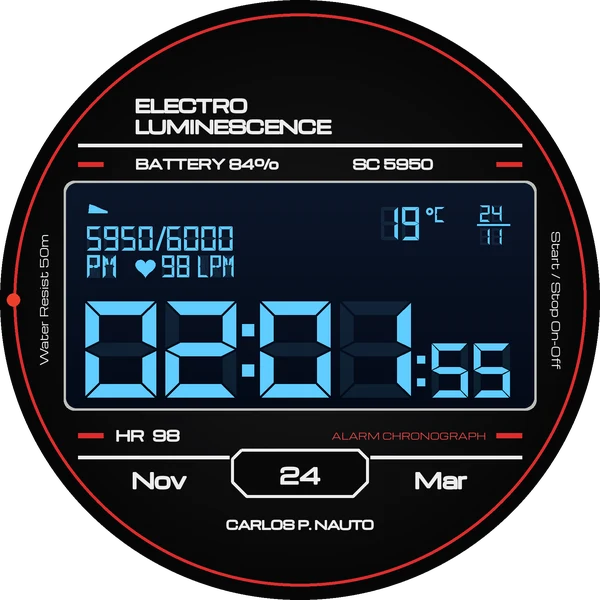 ELECTRO
LUMINESCENCE
BATTERY 84% SC 5950
Water Resist 50m
Start / Stop On-Off
19 °C 24
11
5950/6000
PM 98 LPM
02:01:55
HR 98 ALARM CHRONOGRAPH
Nov 24 Mar
CARLOS P. NAUTO